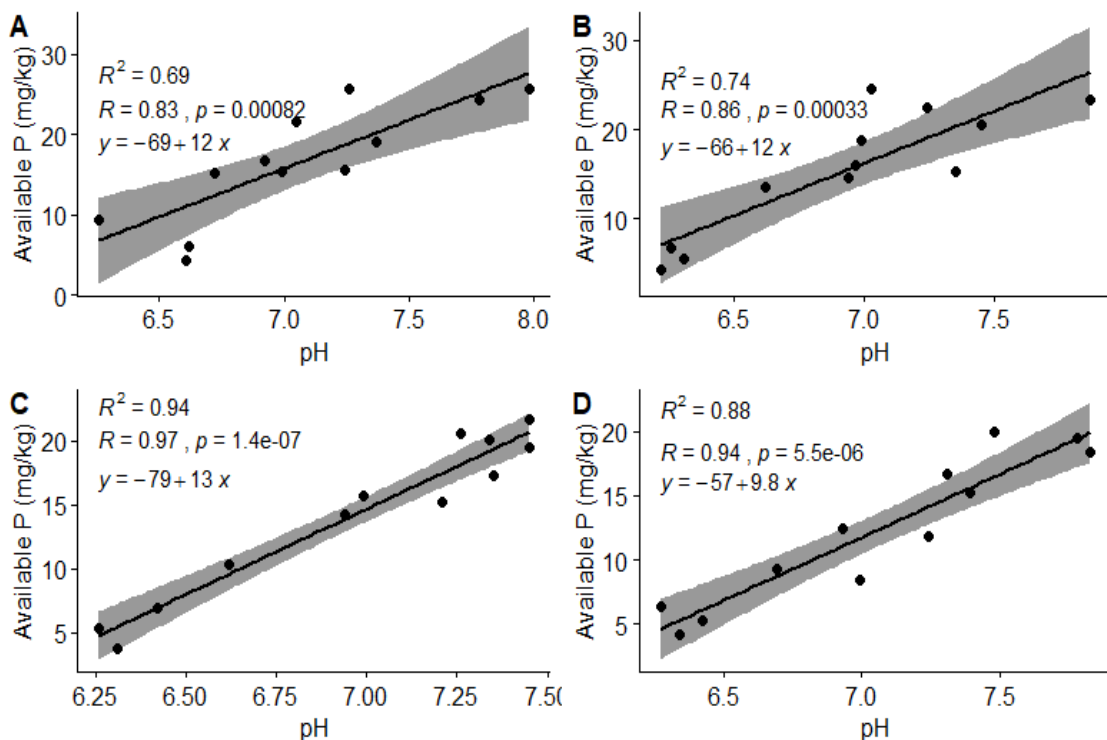 A
R² = 0.69
R = 0.83 , p = 0.00082
y = −69+12 x
Available P (mg/kg)
30
20
10
0
6.5 7.0 7.5 8.0
pH
B
R² = 0.74
R = 0.86 , p = 0.00033
y = −66+12 x
Available P (mg/kg)
30
20
10
6.5 7.0 7.5
pH
C
R² = 0.94
R = 0.97 , p = 1.4e-07
y = −79+13 x
Available P (mg/kg)
20
15
10
5
6.25 6.50 6.75 7.00 7.25 7.50
pH
D
R² = 0.88
R = 0.94 , p = 5.5e-06
y = −57+9.8 x
Available P (mg/kg)
20
15
10
5
6.5 7.0 7.5
pH